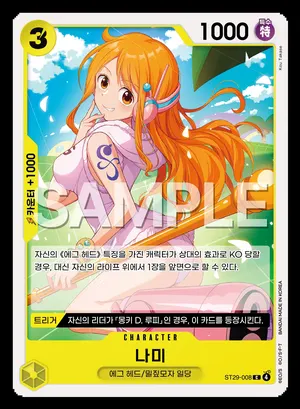 3
1000
특수
特
카운터 +1000
SAMPLE
자신의 《에그 헤드》 특징을 가진 캐릭터가 상대의 효과로 KO 당할
경우, 대신 자신의 라이프 위에서 1장을 앞면으로 할 수 있다.
트리거 자신의 리더가 「몽키 D. 루피」인 경우, 이 카드를 등장시킨다.
CHARACTER
나미
에그 헤드/밀짚모자 일당
ST29-008 C